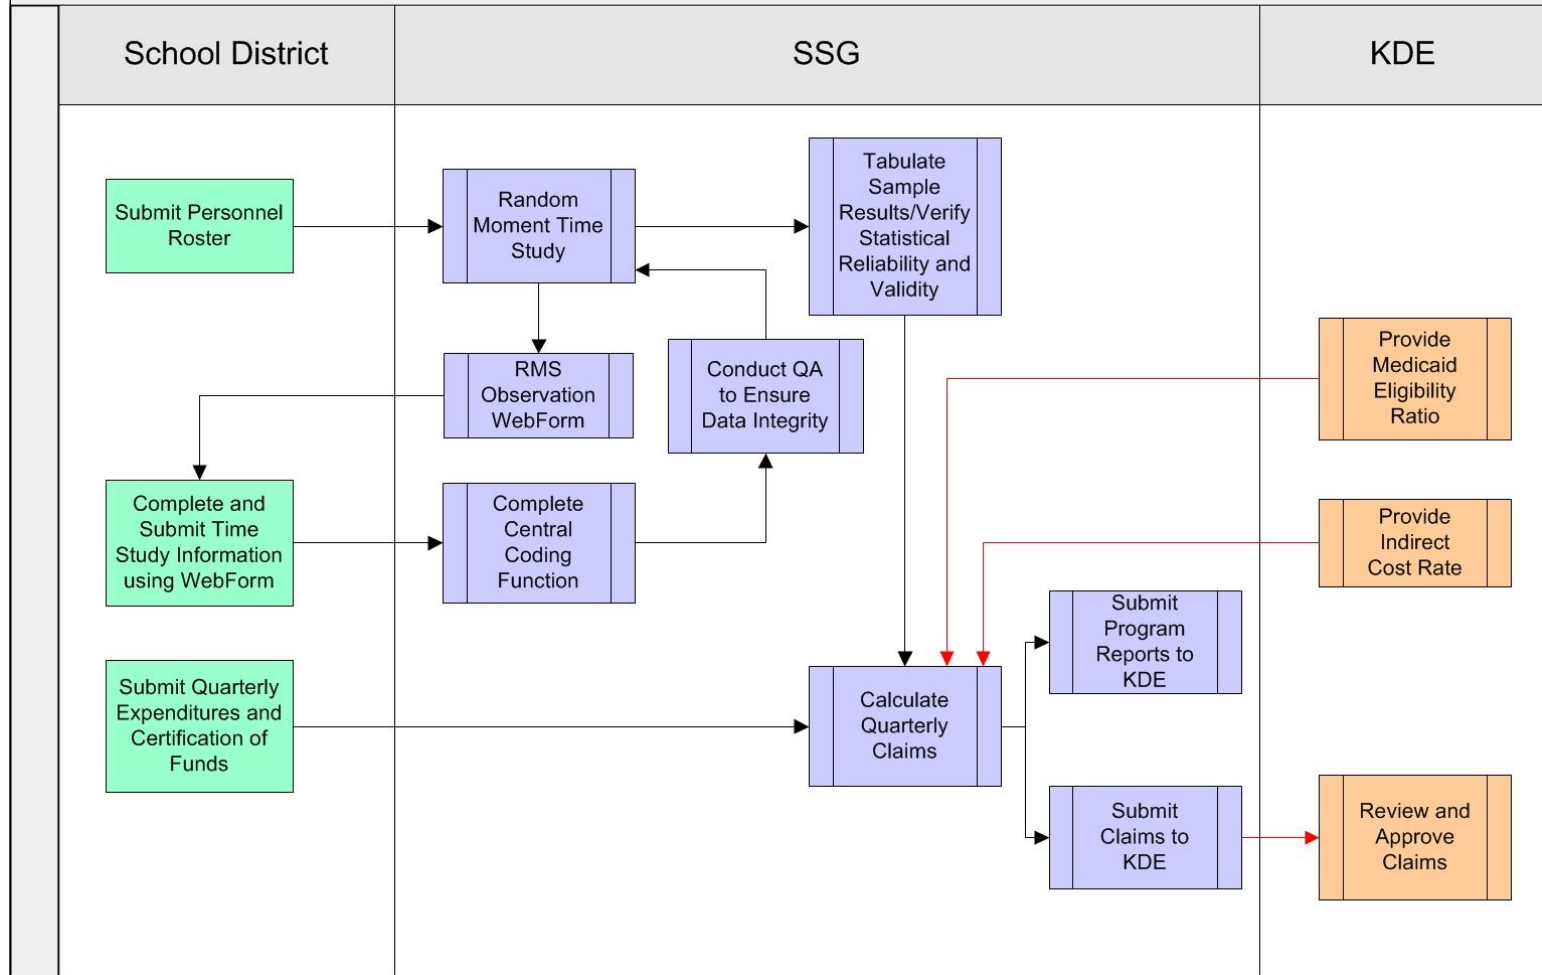 School District
SSG
KDE
Submit Personnel
Roster
Random
Moment Time
Study
Tabulate
Sample
Results/Verify
Statistical
Reliability and
Validity
RMS
Observation
WebForm
Conduct QA
to Ensure
Data Integrity
Provide
Medicaid
Eligibility
Ratio
Complete and
Submit Time
Study Information
using WebForm
Complete
Central
Coding
Function
Provide
Indirect
Cost Rate
Submit
Program
Reports to
KDE
Submit Quarterly
Expenditures and
Certification of
Funds
Calculate
Quarterly
Claims
Submit
Claims to
KDE
Review and
Approve
Claims